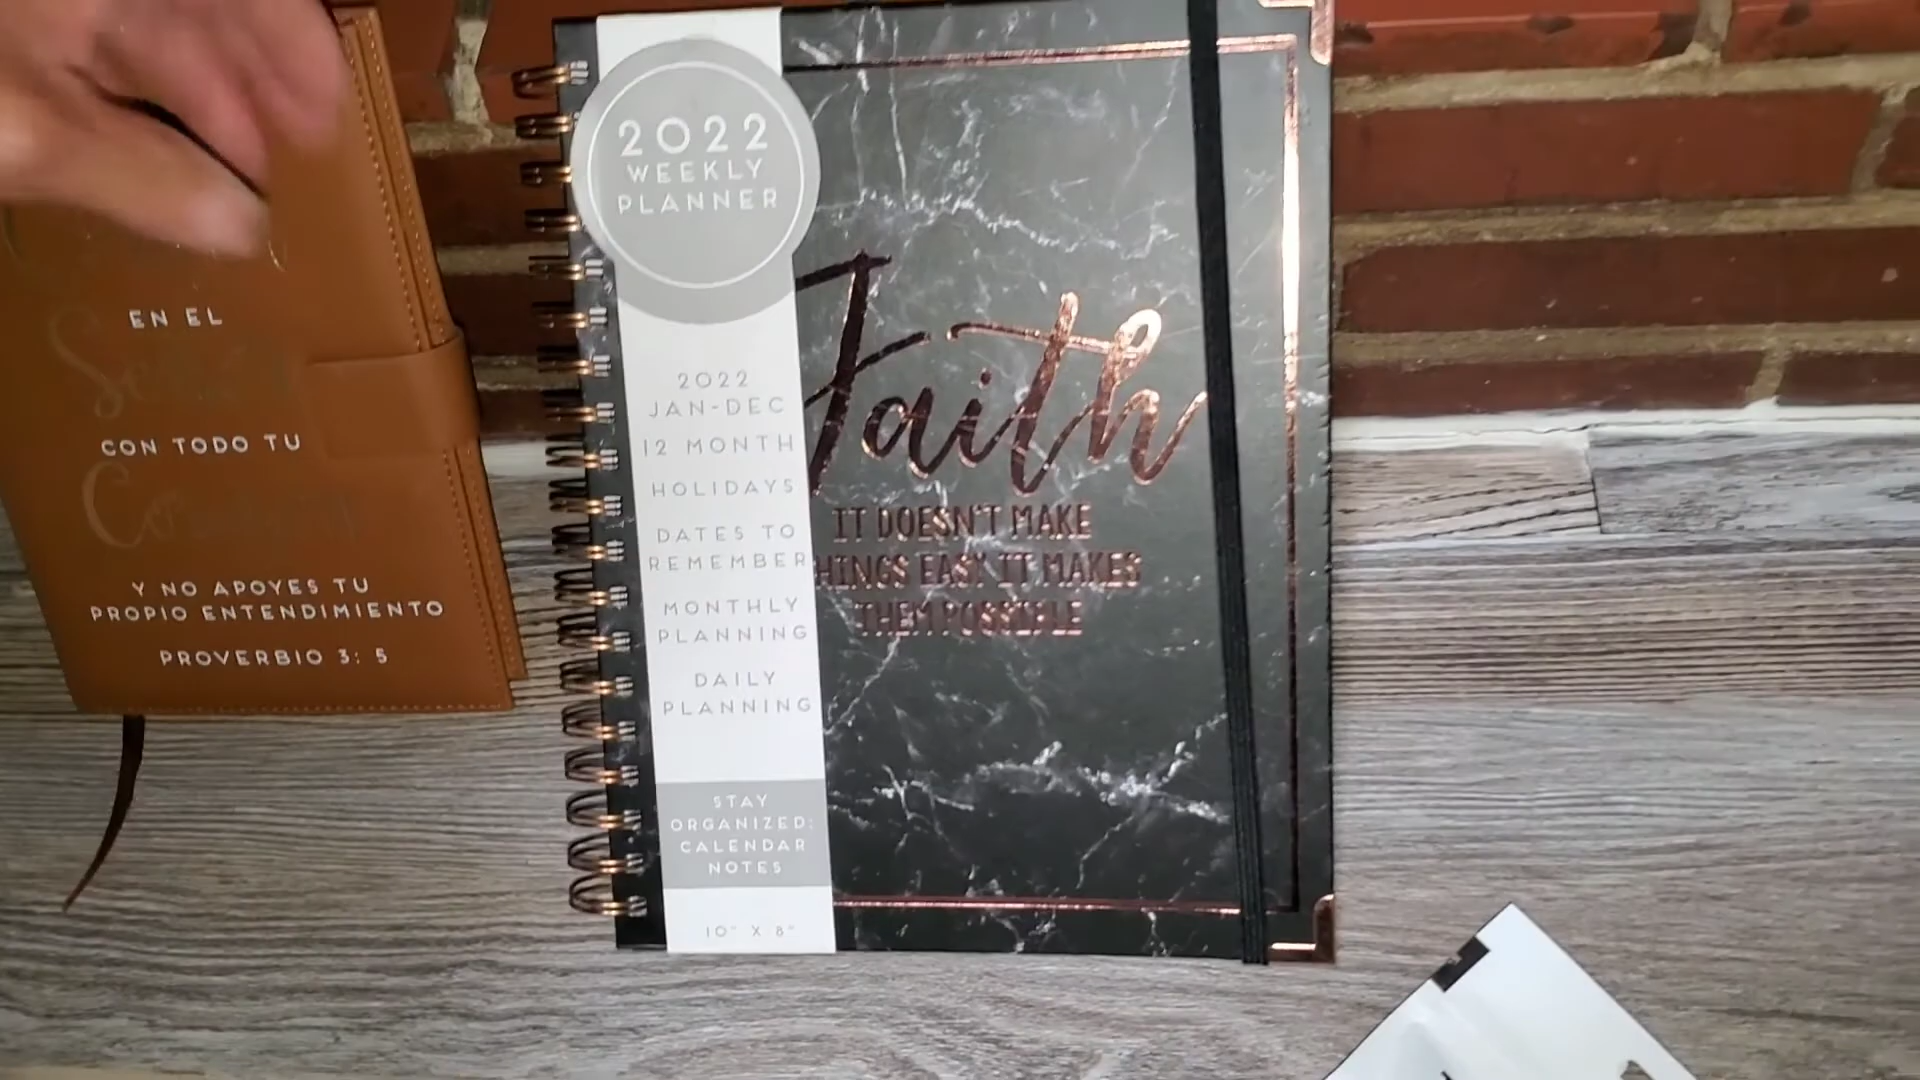 EN EL
CON TODO TU
Y NO APOYES TU
PROPIO ENTENDIMIENTO
PROVERBIO 3: 5
2022
WEEKLY
PLANNER
2022
JAN-DEC
12 MONTH
HOLIDAYS
DATES TO
REMEMBER
MONTHLY
PLANNING
DAILY
PLANNING
STAY
ORGANIZED:
CALENDAR
NOTES
10" X 8"
Faith
IT DOESN'T MAKE
HINGS EASY IT MAKES
THEM POSSIBLE